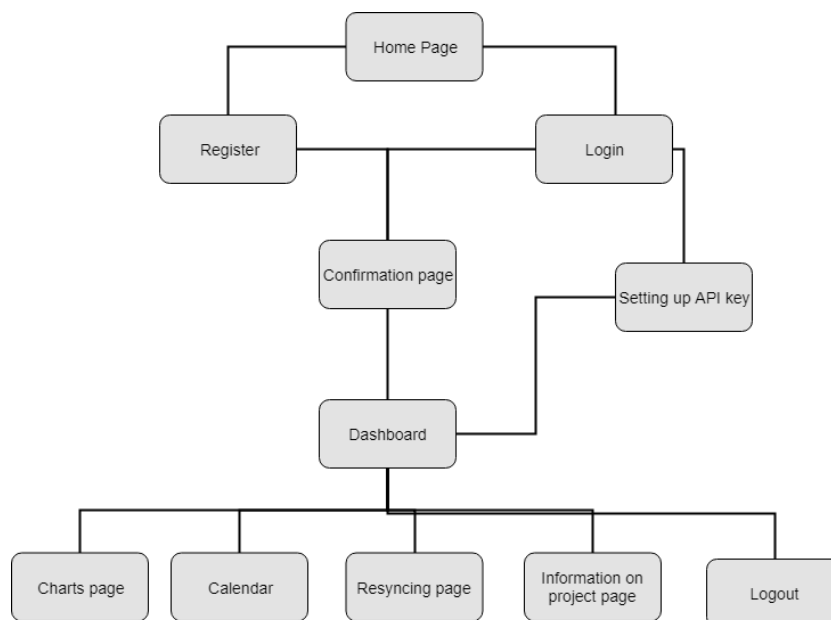 Home Page
Register
Login
Confirmation page
Setting up API key
Dashboard
Charts page
Calendar
Resyncing page
Information on
project page
Logout